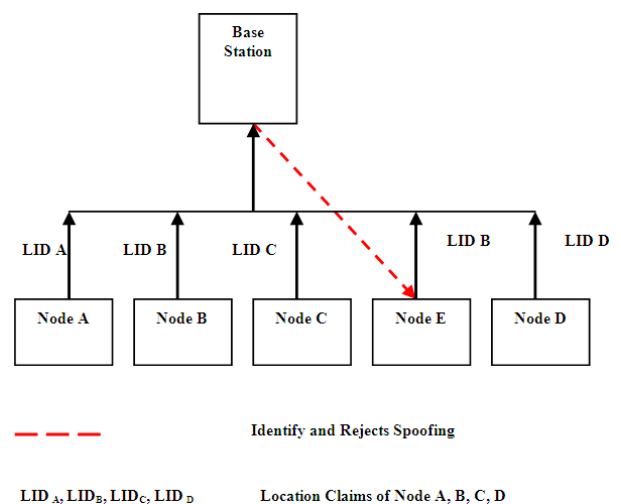 Base
Station
LID A
LID B
LID C
LID B
LID D
Node A
Node B
Node C
Node E
Node D
Identify and Rejects Spoofing
LID A, LIDB, LIDC, LID D
Location Claims of Node A, B, C, D